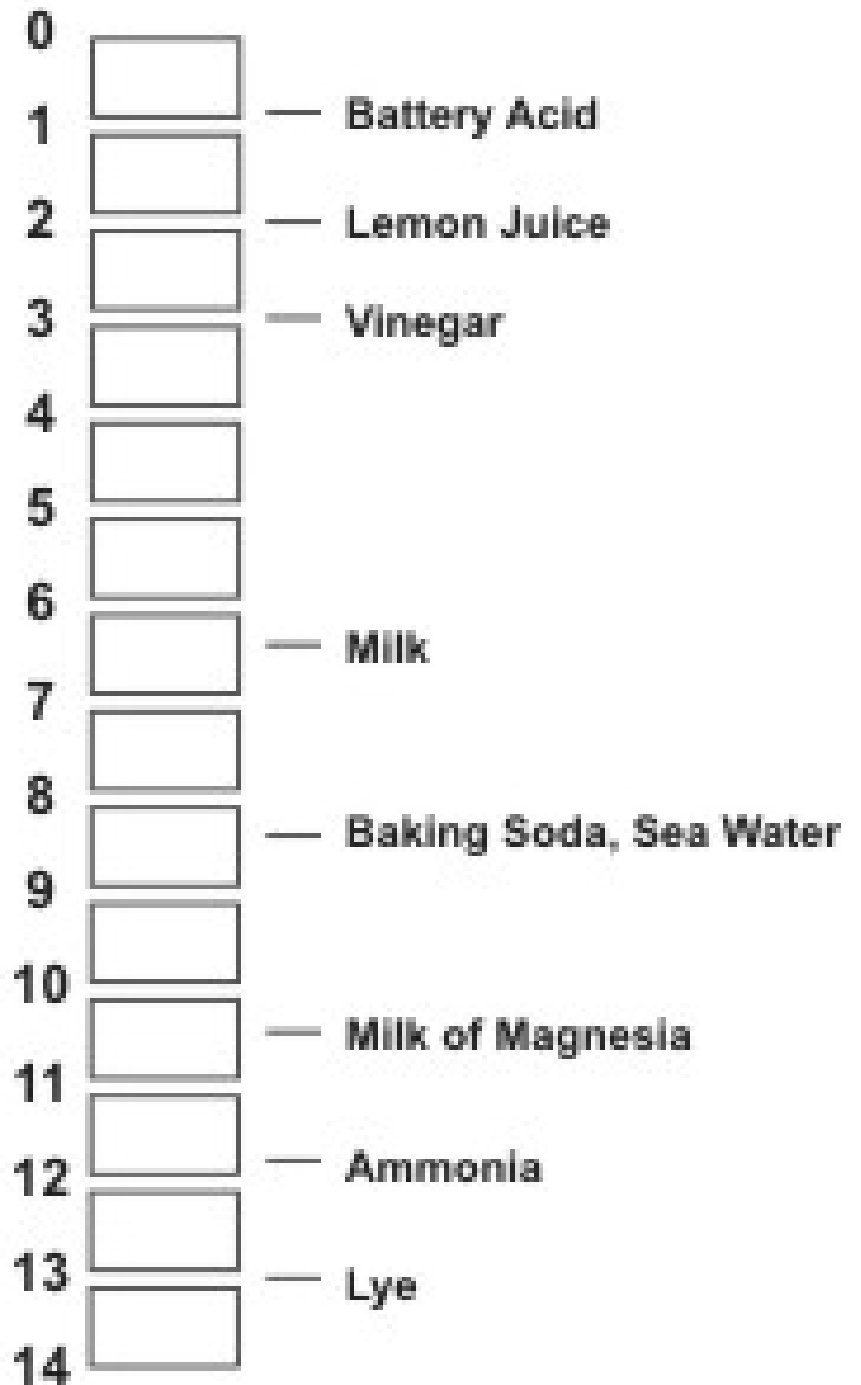 0
1
Battery Acid
2
Lemon Juice
3
Vinegar
4
5
6
Milk
7
8
Baking Soda, Sea Water
9
10
Milk of Magnesia
11
12
Ammonia
13
Lye
14